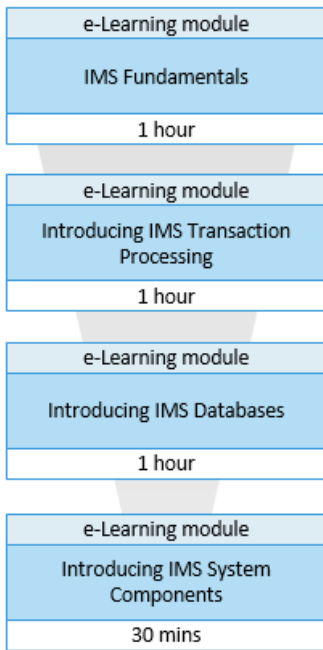 e-Learning module
IMS Fundamentals
1 hour
e-Learning module
Introducing IMS Transaction
Processing
1 hour
e-Learning module
Introducing IMS Databases
1 hour
e-Learning module
Introducing IMS System
Components
30 mins